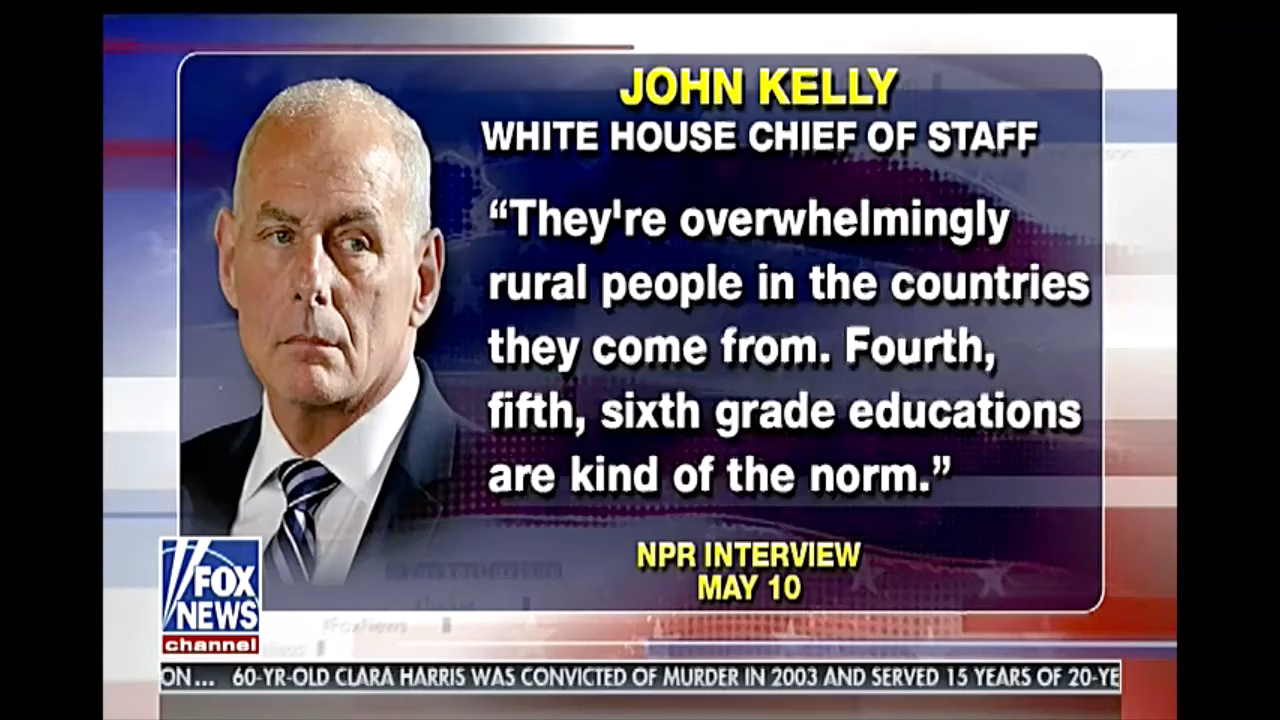 JOHN KELLY
WHITE HOUSE CHIEF OF STAFF
“They're overwhelmingly
rural people in the countries
they come from. Fourth,
fifth, sixth grade educations
are kind of the norm.”
NPR INTERVIEW
MAY 10
FOX
NEWS
channel
#FoxNews
ON... 60-YR-OLD CLARA HARRIS WAS CONVICTED OF MURDER IN 2003 AND SERVED 15 YEARS OF 20-YE